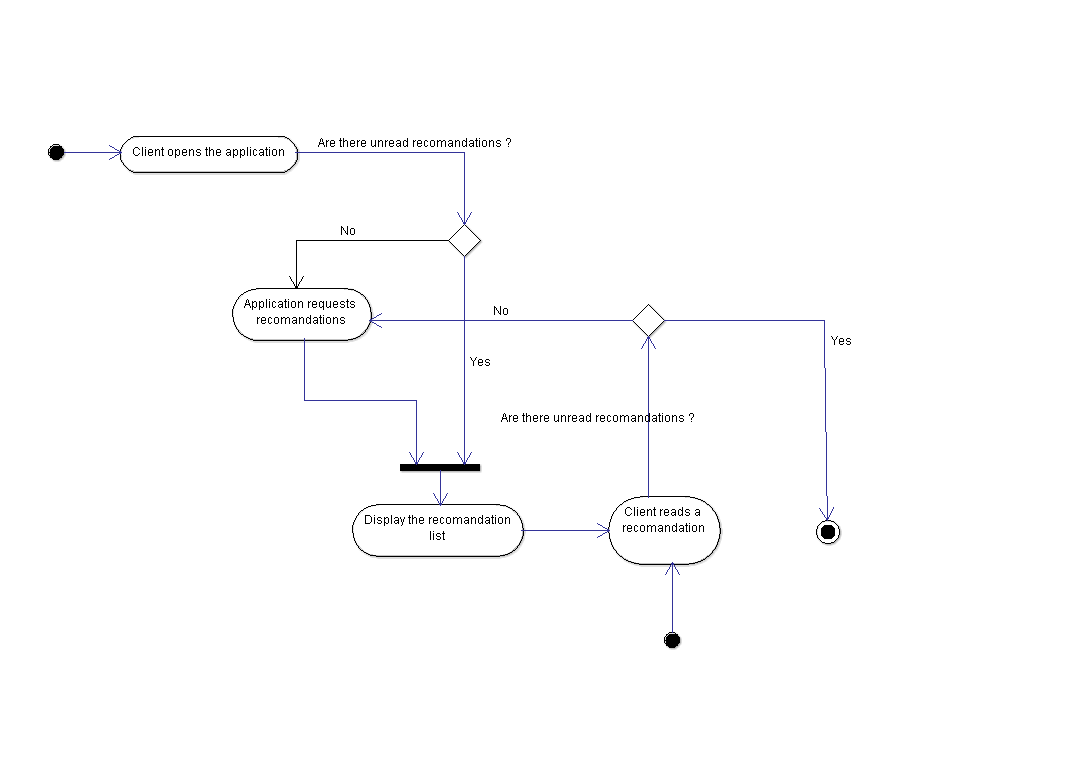 Are there unread recomandations ?
Client opens the application
No
Application requests
recomandations
No
Yes
Yes
Are there unread recomandations ?
Display the recomandation
list
Client reads a
recomandation